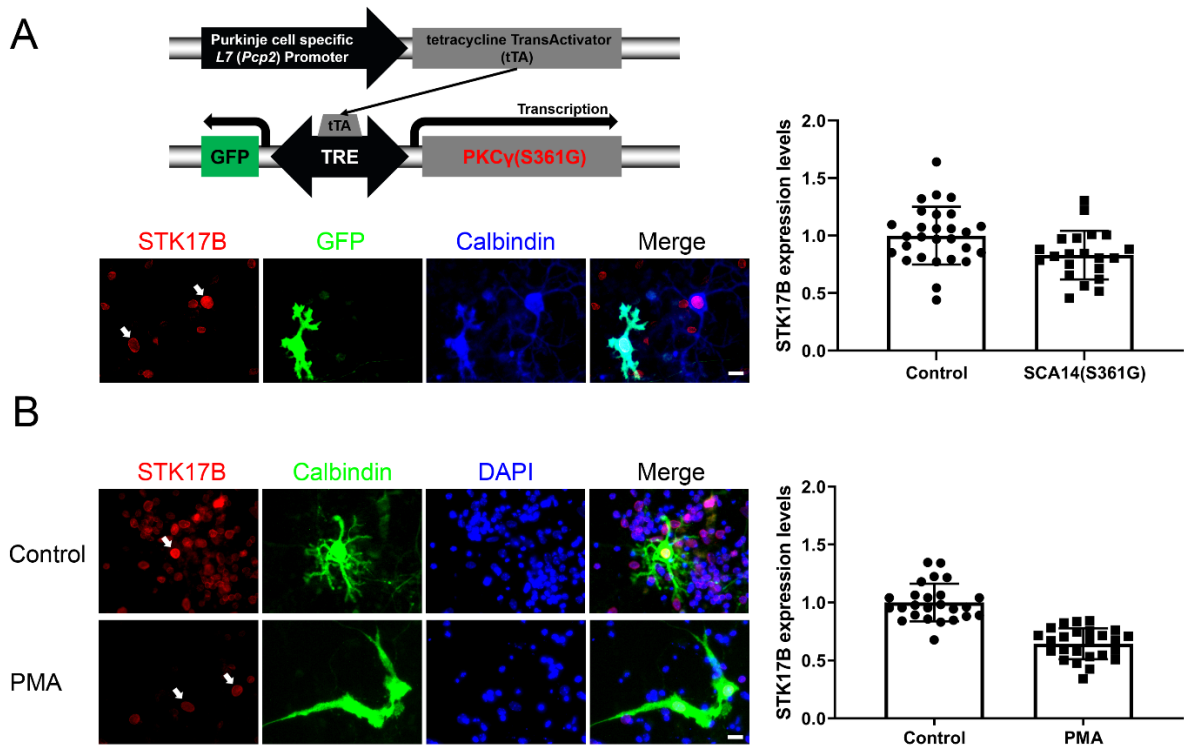 A
Purkinje cell specific
L7 (Pcp2) Promoter
tetracycline TransActivator
(tTA)
Transcription
tTA
GFP
TRE
PKCγ(S361G)
STK17B
GFP
Calbindin
Merge
STK17B expression levels
2.0
1.5
1.0
0.5
0.0
Control
SCA14(S361G)
B
STK17B
Calbindin
DAPI
Merge
Control
PMA
STK17B expression levels
2.0
1.5
1.0
0.5
0.0
Control
PMA